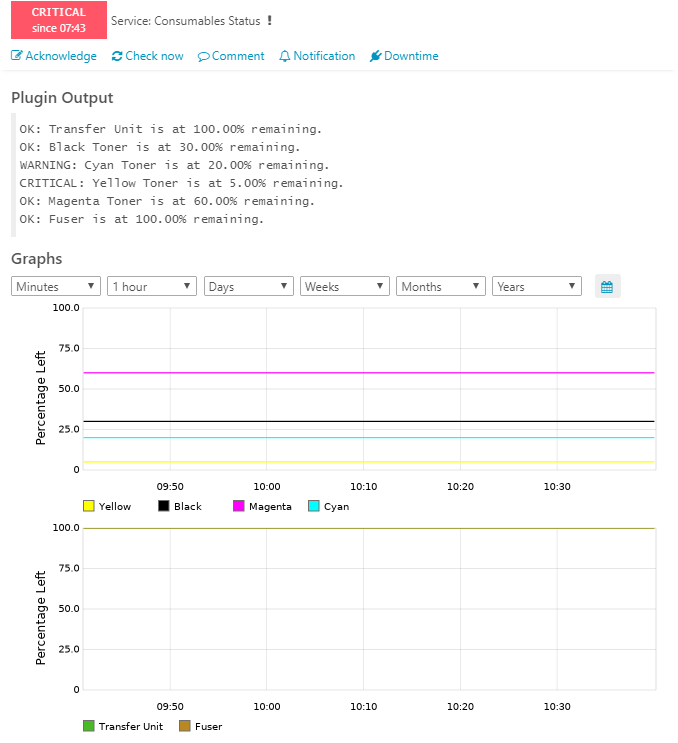 CRITICAL
since 07:43
Service: Consumables Status !
Acknowledge Check now Comment Notification Downtime
Plugin Output
OK: Transfer Unit is at 100.00% remaining.
OK: Black Toner is at 30.00% remaining.
WARNING: Cyan Toner is at 20.00% remaining.
CRITICAL: Yellow Toner is at 5.00% remaining.
OK: Magenta Toner is at 60.00% remaining.
OK: Fuser is at 100.00% remaining.
Graphs
Minutes 1 hour Days Weeks Months Years
Percentage Left
100.0
75.0
50.0
25.0
0
09:50 10:00 10:10 10:20 10:30
Yellow Black Magenta Cyan
Percentage Left
100.0
75.0
50.0
25.0
0
09:50 10:00 10:10 10:20 10:30
Transfer Unit Fuser